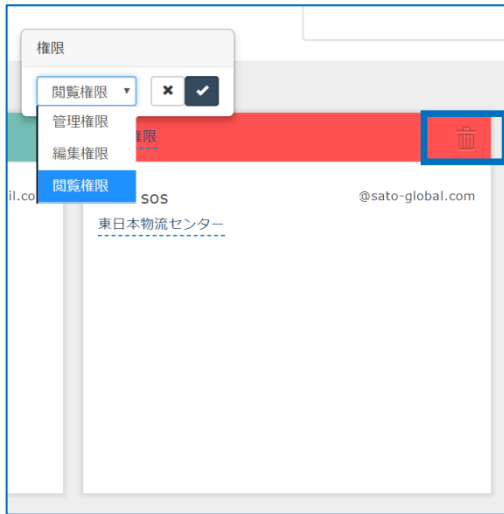 権限
閲覧権限
管理権限
編集権限
閲覧権限
権限
il.co
sos
@sato-global.com
東日本物流センター